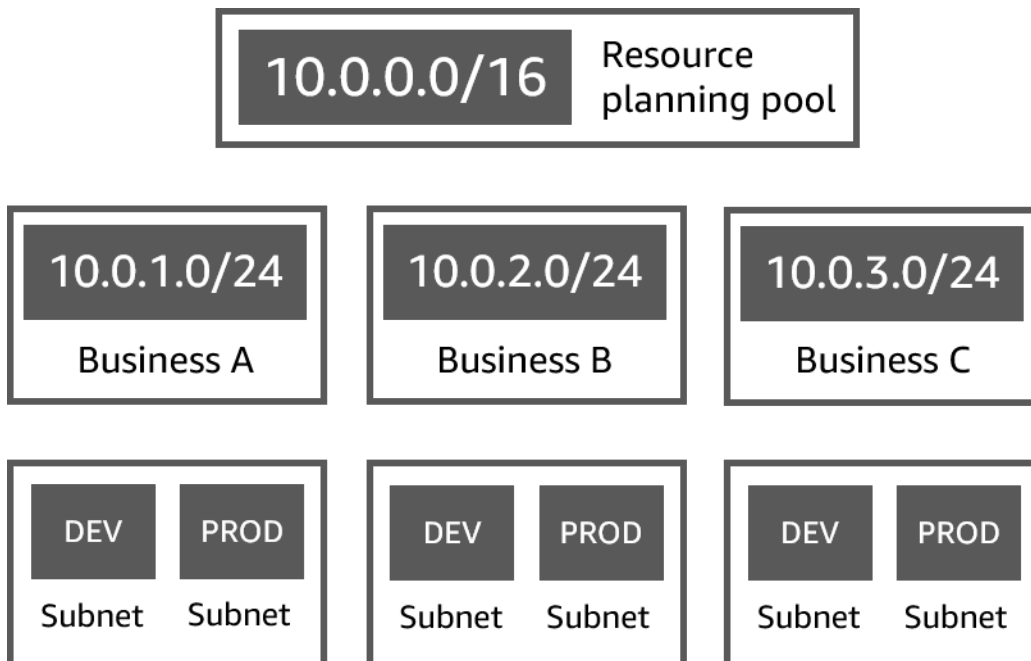 10.0.0.0/16
Resource
planning pool
10.0.1.0/24
Business A
10.0.2.0/24
Business B
10.0.3.0/24
Business C
DEV
PROD
Subnet
Subnet
DEV
PROD
Subnet
Subnet
DEV
PROD
Subnet
Subnet